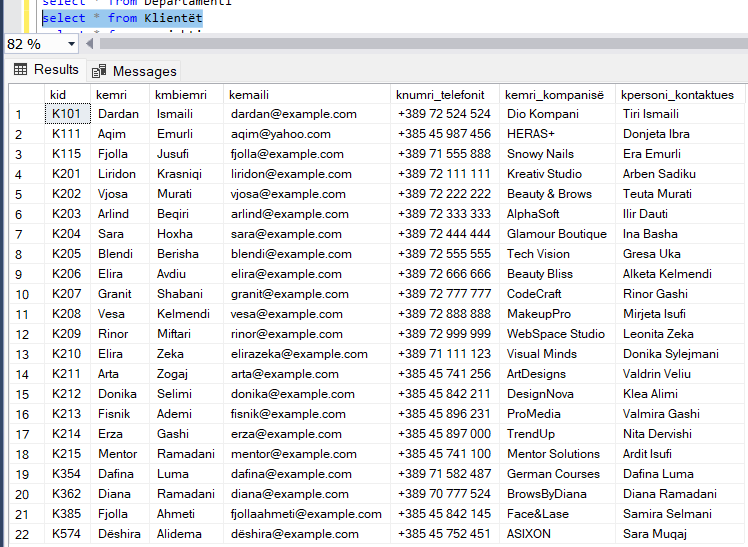 select * from Departamenti
select * from Klientët
82 %
Results Messages
kid kemri kmbiemri kemaili knumri_telefonit kemri_kompanisë kpersoni_kontaktues
1 K101 Dardan Ismaili dardan@example.com +389 72 524 524 Dio Kompani Tiri Ismaili
2 K111 Aqim Emurli aqim@yahoo.com +385 45 987 456 HERAS+ Donjeta Ibra
3 K115 Fjolla Jusufi fjolla@example.com +389 71 555 888 Snowy Nails Era Emurli
4 K201 Liridon Krasniqi liridon@example.com +389 72 111 111 Kreativ Studio Arben Sadiku
5 K202 Vjosa Murati vjosa@example.com +389 72 222 222 Beauty & Brows Teuta Murati
6 K203 Arlind Beqiri arlind@example.com +389 72 333 333 AlphaSoft Ilir Dauti
7 K204 Sara Hoxha sara@example.com +389 72 444 444 Glamour Boutique Ina Basha
8 K205 Blendi Berisha blendi@example.com +389 72 555 555 Tech Vision Gresa Uka
9 K206 Elira Avdiu elira@example.com +389 72 666 666 Beauty Bliss Alketa Kelmendi
10 K207 Granit Shabani granit@example.com +389 72 777 777 CodeCraft Rinor Gashi
11 K208 Vesa Kelmendi vesa@example.com +389 72 888 888 MakeupPro Mirjeta Isufi
12 K209 Rinor Miftari rinor@example.com +389 72 999 999 WebSpace Studio Leonita Zeka
13 K210 Elira Zeka elirazeka@example.com +389 71 111 123 Visual Minds Donika Sylejmani
14 K211 Arta Zogaj arta@example.com +385 45 741 256 ArtDesigns Valdrin Veliu
15 K212 Donika Selimi donika@example.com +385 45 842 211 DesignNova Klea Alimi
16 K213 Fisnik Ademi fisnik@example.com +385 45 896 231 ProMedia Valmira Gashi
17 K214 Erza Gashi erza@example.com +385 45 897 000 TrendUp Nita Dervishi
18 K215 Mentor Ramadani mentor@example.com +385 45 741 100 Mentor Solutions Ardit Isufi
19 K354 Dafina Luma dafina@example.com +389 71 582 487 German Courses Dafina Luma
20 K362 Diana Ramadani diana@example.com +389 70 777 524 BrowsByDiana Diana Ramadani
21 K385 Fjolla Ahmeti fjollaahmeti@example.com +385 45 842 145 Face&Lase Samira Selmani
22 K574 Dëshira Alidema dëshira@example.com +385 45 752 451 ASIXON Sara Muqaj